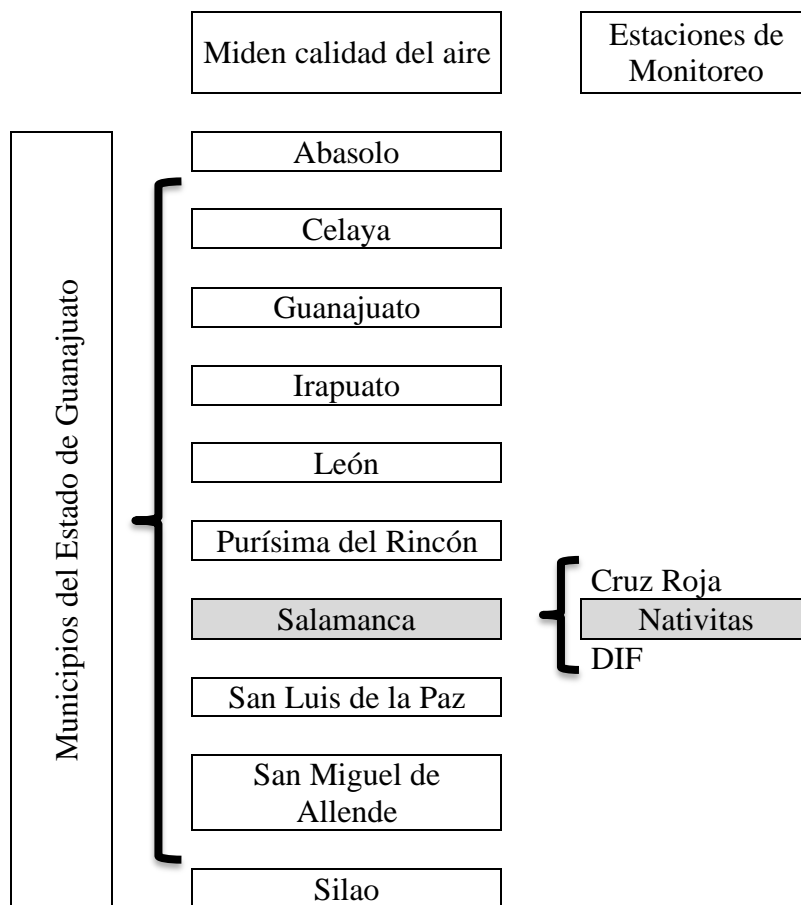 Miden calidad del aire
Estaciones de
Monitoreo
Municipios del Estado de Guanajuato
Abasolo
Celaya
Guanajuato
Irapuato
León
Purísima del Rincón
Salamanca
San Luis de la Paz
San Miguel de
Allende
Silao
Cruz Roja
Nativitas
DIF